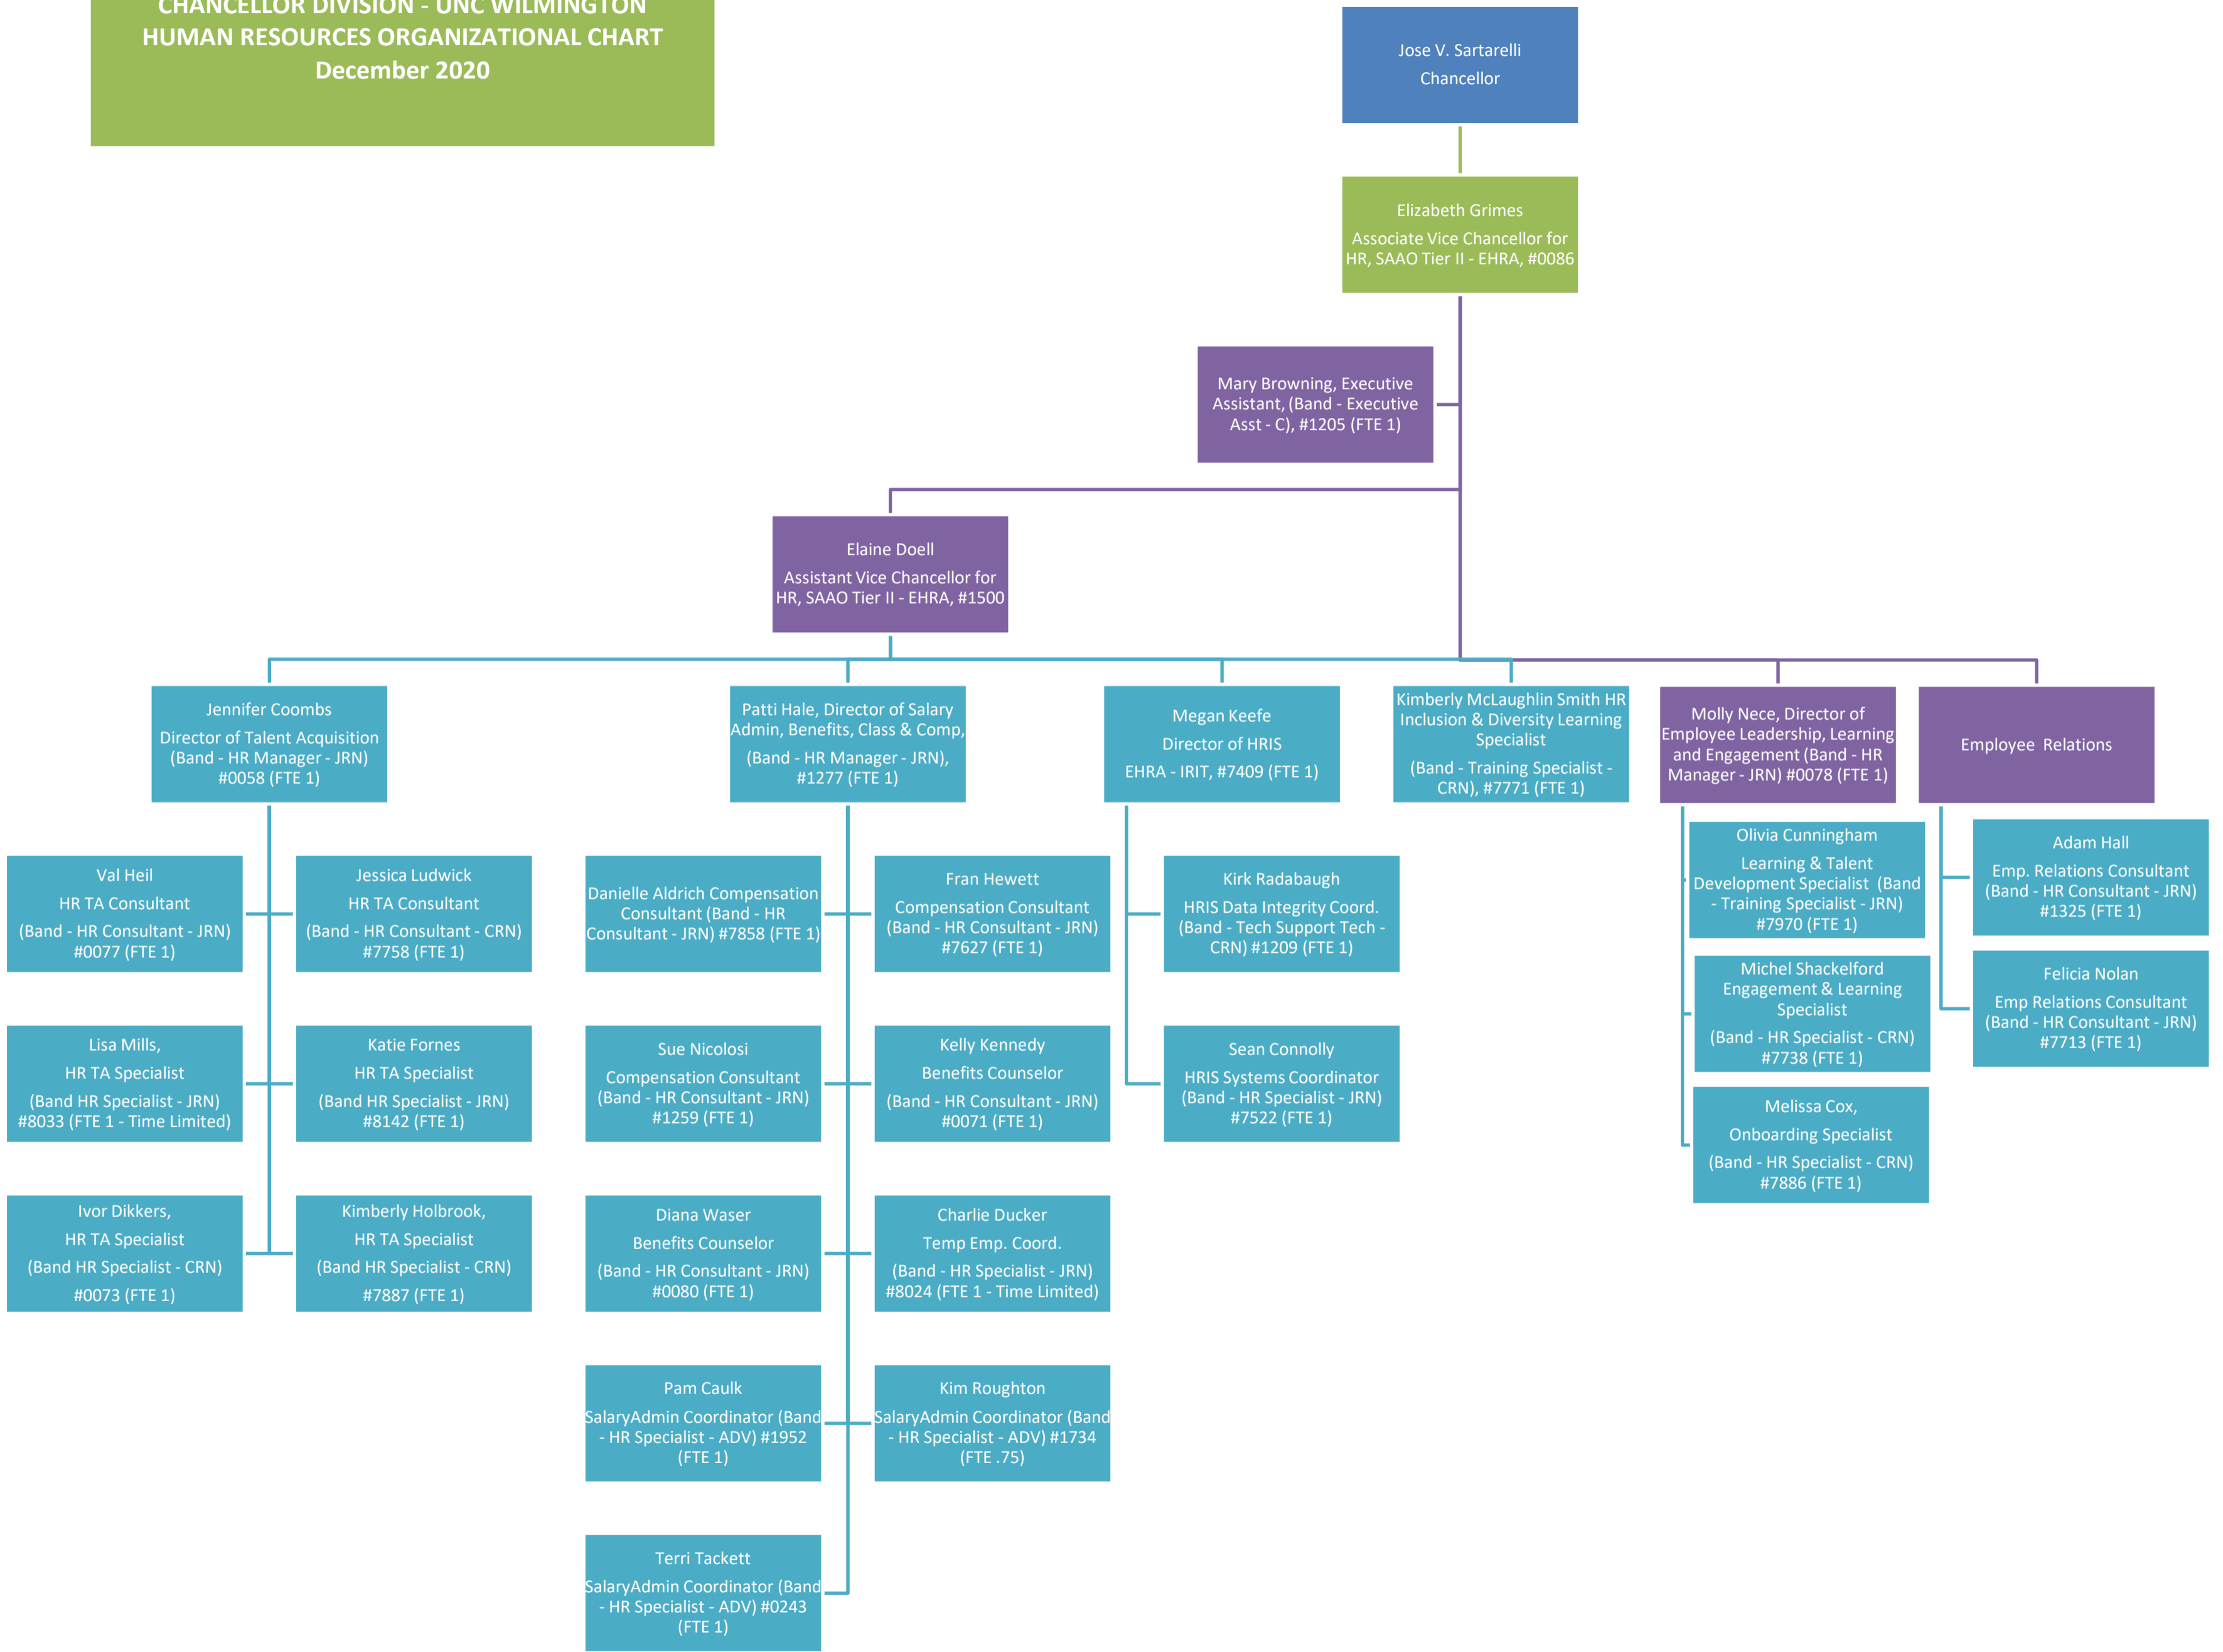 CHANCELLOR DIVISION - UNC WILMINGTON
HUMAN RESOURCES ORGANIZATIONAL CHART
December 2020
Jose V. Sartarelli
Chancellor
Elizabeth Grimes
Associate Vice Chancellor for
HR, SAAO Tier II - EHRA, #0086
Mary Browning, Executive
Assistant, (Band - Executive
Asst - C), #1205 (FTE 1)
Elaine Doell
Assistant Vice Chancellor for
HR, SAAO Tier II - EHRA, #1500
Jennifer Coombs
Director of Talent Acquisition
(Band - HR Manager - JRN)
#0058 (FTE 1)
Patti Hale, Director of Salary
Admin, Benefits, Class & Comp,
(Band - HR Manager - JRN),
#1277 (FTE 1)
Megan Keefe
Director of HRIS
EHRA - IRIT, #7409 (FTE 1)
Kimberly McLaughlin Smith HR
Inclusion & Diversity Learning
Specialist
(Band - Training Specialist -
CRN), #7771 (FTE 1)
Molly Nece, Director of
Employee Leadership, Learning
and Engagement (Band - HR
Manager - JRN) #0078 (FTE 1)
Employee  Relations
Val Heil
HR TA Consultant
(Band - HR Consultant - JRN)
#0077 (FTE 1)
Jessica Ludwick
HR TA Consultant
(Band - HR Consultant - CRN)
#7758 (FTE 1)
Lisa Mills,
HR TA Specialist
(Band HR Specialist - JRN)
#8033 (FTE 1 - Time Limited)
Katie Fornes
HR TA Specialist
(Band HR Specialist - JRN)
#8142 (FTE 1)
Ivor Dikkers,
HR TA Specialist
(Band HR Specialist - CRN)
#0073 (FTE 1)
Kimberly Holbrook,
HR TA Specialist
(Band HR Specialist - CRN)
#7887 (FTE 1)
Danielle Aldrich Compensation
Consultant (Band - HR
Consultant - JRN) #7858 (FTE 1)
Fran Hewett
Compensation Consultant
(Band - HR Consultant - JRN)
#7627 (FTE 1)
Sue Nicolosi
Compensation Consultant
(Band - HR Consultant - JRN)
#1259 (FTE 1)
Kelly Kennedy
Benefits Counselor
(Band - HR Consultant - JRN)
#0071 (FTE 1)
Diana Waser
Benefits Counselor
(Band - HR Consultant - JRN)
#0080 (FTE 1)
Charlie Ducker
Temp Emp. Coord.
(Band - HR Specialist - JRN)
#8024 (FTE 1 - Time Limited)
Pam Caulk
SalaryAdmin Coordinator (Band
- HR Specialist - ADV) #1952
(FTE 1)
Kim Roughton
SalaryAdmin Coordinator (Band
- HR Specialist - ADV) #1734
(FTE .75)
Terri Tackett
SalaryAdmin Coordinator (Band
- HR Specialist - ADV) #0243
(FTE 1)
Kirk Radabaugh
HRIS Data Integrity Coord.
(Band - Tech Support Tech -
CRN) #1209 (FTE 1)
Sean Connolly
HRIS Systems Coordinator
(Band - HR Specialist - JRN)
#7522 (FTE 1)
Olivia Cunningham
Learning & Talent
Development Specialist  (Band
- Training Specialist - JRN)
#7970 (FTE 1)
Michel Shackelford
Engagement & Learning
Specialist
(Band - HR Specialist - CRN)
#7738 (FTE 1)
Melissa Cox,
Onboarding Specialist
(Band - HR Specialist - CRN)
#7886 (FTE 1)
Adam Hall
Emp. Relations Consultant
(Band - HR Consultant - JRN)
#1325 (FTE 1)
Felicia Nolan
Emp Relations Consultant
(Band - HR Consultant - JRN)
#7713 (FTE 1)